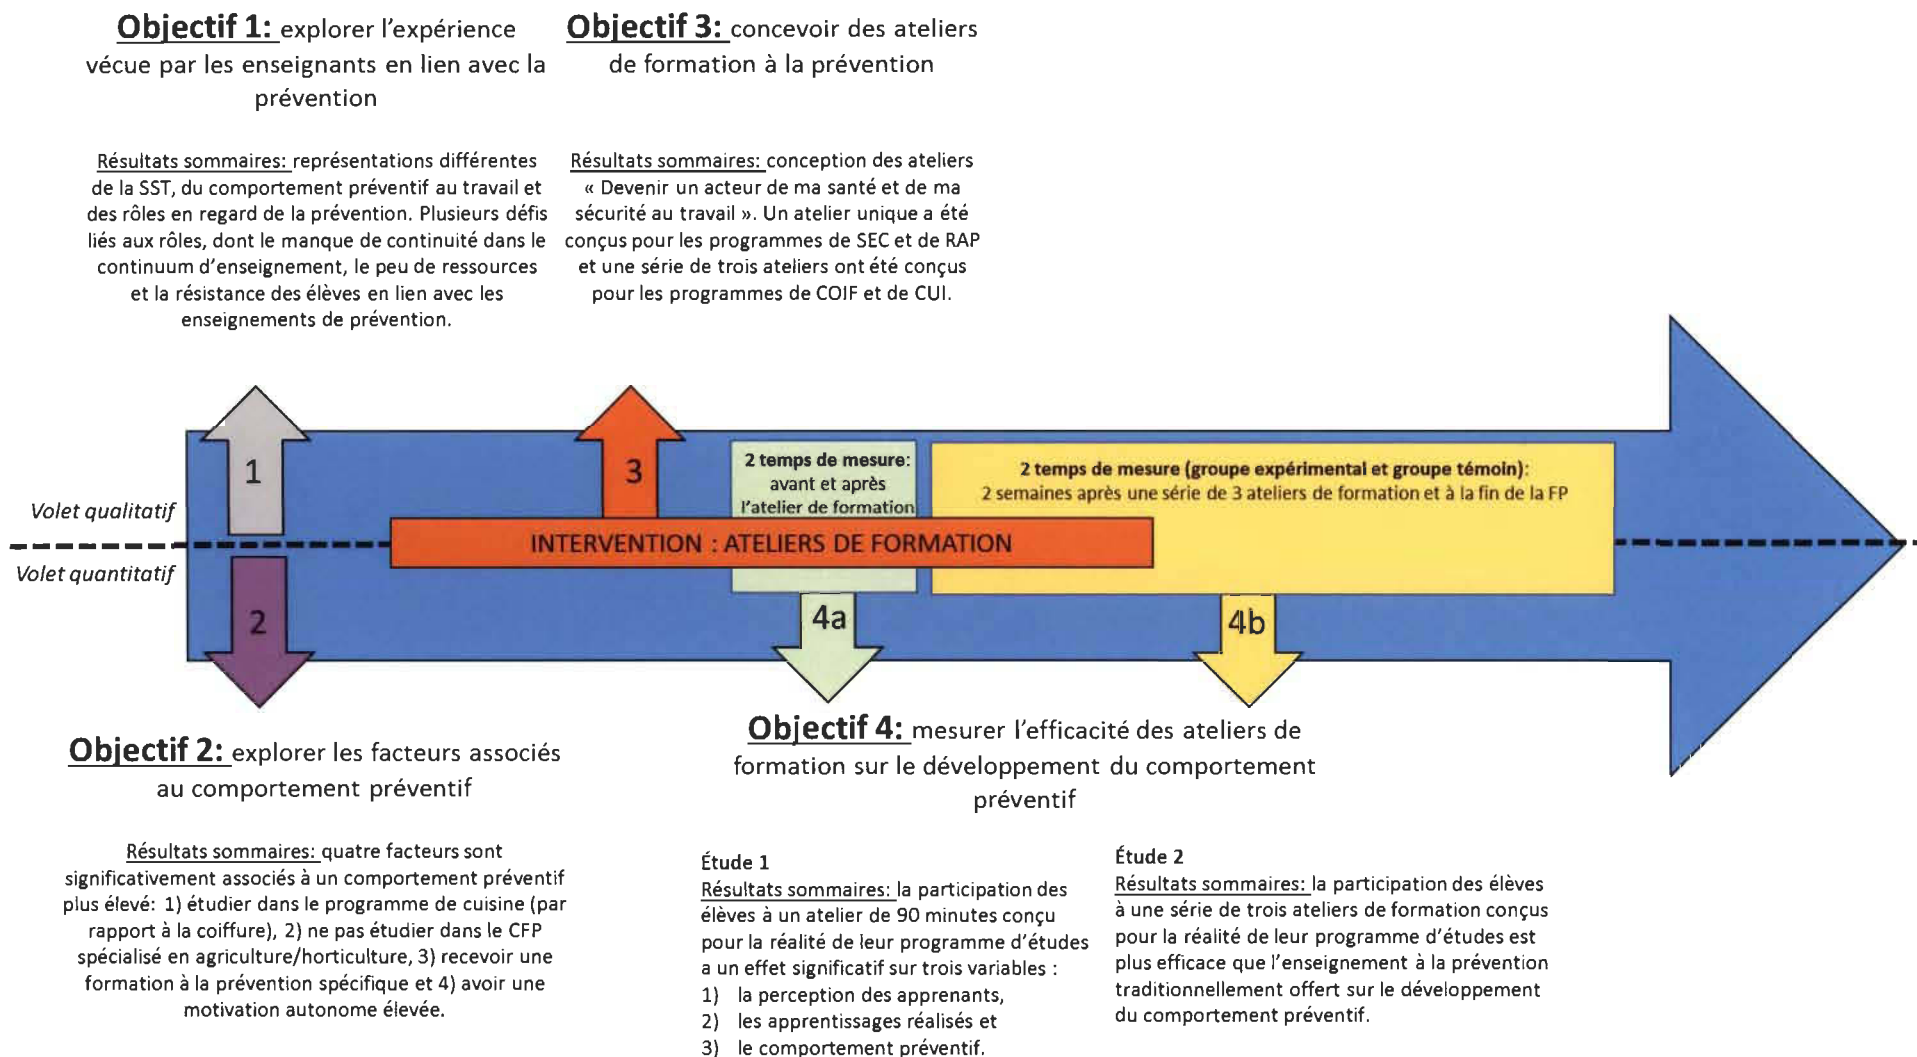 Objectif 1: explorer l'expérience
vécue par les enseignants en lien avec la
prévention
Résultats sommaires: représentations différentes
de la SST, du comportement préventif au travail et
des rôles en regard de la prévention. Plusieurs défis
liés aux rôles, dont le manque de continuité dans le
continuum d'enseignement, le peu de ressources
et la résistance des élèves en lien avec les
enseignements de prévention.
Objectif 3: concevoir des ateliers
de formation à la prévention
Résultats sommaires: conception des ateliers
« Devenir un acteur de ma santé et de ma
sécurité au travail ». Un atelier unique a été
conçus pour les programmes de SEC et de RAP
et une série de trois ateliers ont été conçus
pour les programmes de COIF et de CUI.
1
3
2 temps de mesure:
avant et après
l'atelier de formation
2 temps de mesure (groupe expérimental et groupe témoin):
2 semaines après une série de 3 ateliers de formation et à la fin de la FP
Volet qualitatif
INTERVENTION : ATELIERS DE FORMATION
Volet quantitatif
2
4a
4b
Objectif 2: explorer les facteurs associés
au comportement préventif
Résultats sommaires: quatre facteurs sont
significativement associés à un comportement préventif
plus élevé: 1) étudier dans le programme de cuisine (par
rapport à la coiffure), 2) ne pas étudier dans le CFP
spécialisé en agriculture/horticulture, 3) recevoir une
formation à la prévention spécifique et 4) avoir une
motivation autonome élevée.
Objectif 4: mesurer l'efficacité des ateliers de
formation sur le développement du comportement
préventif
Étude 1
Résultats sommaires: la participation des
élèves à un atelier de 90 minutes conçu
pour la réalité de leur programme d'études
a un effet significatif sur trois variables :
1) la perception des apprenants,
2) les apprentissages réalisés et
3) le comportement préventif.
Étude 2
Résultats sommaires: la participation des élèves
à une série de trois ateliers de formation conçus
pour la réalité de leur programme d'études est
plus efficace que l'enseignement à la prévention
traditionnellement offert sur le développement
du comportement préventif.